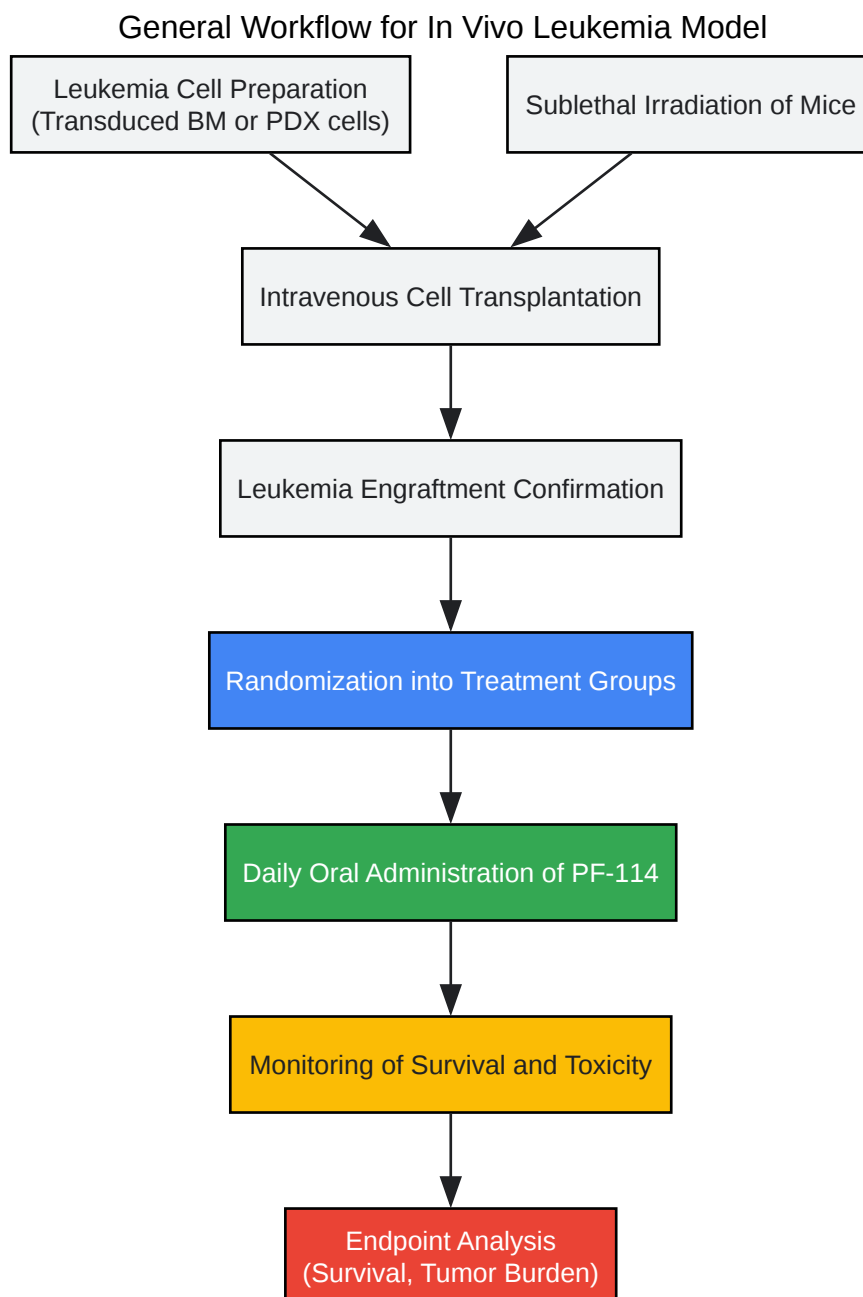 General Workflow for In Vivo Leukemia Model
Leukemia Cell Preparation
(Transduced BM or PDX cells)
Sublethal Irradiation of Mice
Intravenous Cell Transplantation
Leukemia Engraftment Confirmation
Randomization into Treatment Groups
Daily Oral Administration of PF-114
Monitoring of Survival and Toxicity
Endpoint Analysis
(Survival, Tumor Burden)